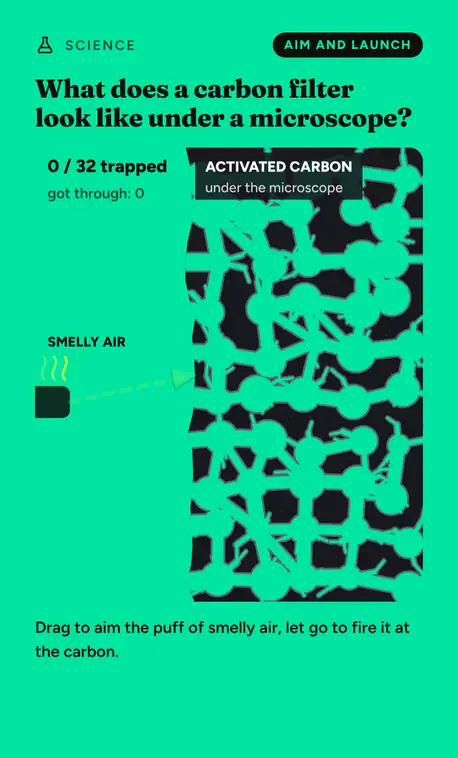 SCIENCE
AIM AND LAUNCH
What does a carbon filter
look like under a microscope?
0 / 32 trapped
got through: 0
ACTIVATED CARBON
under the microscope
SMELLY AIR
Drag to aim the puff of smelly air, let go to fire it at
the carbon.